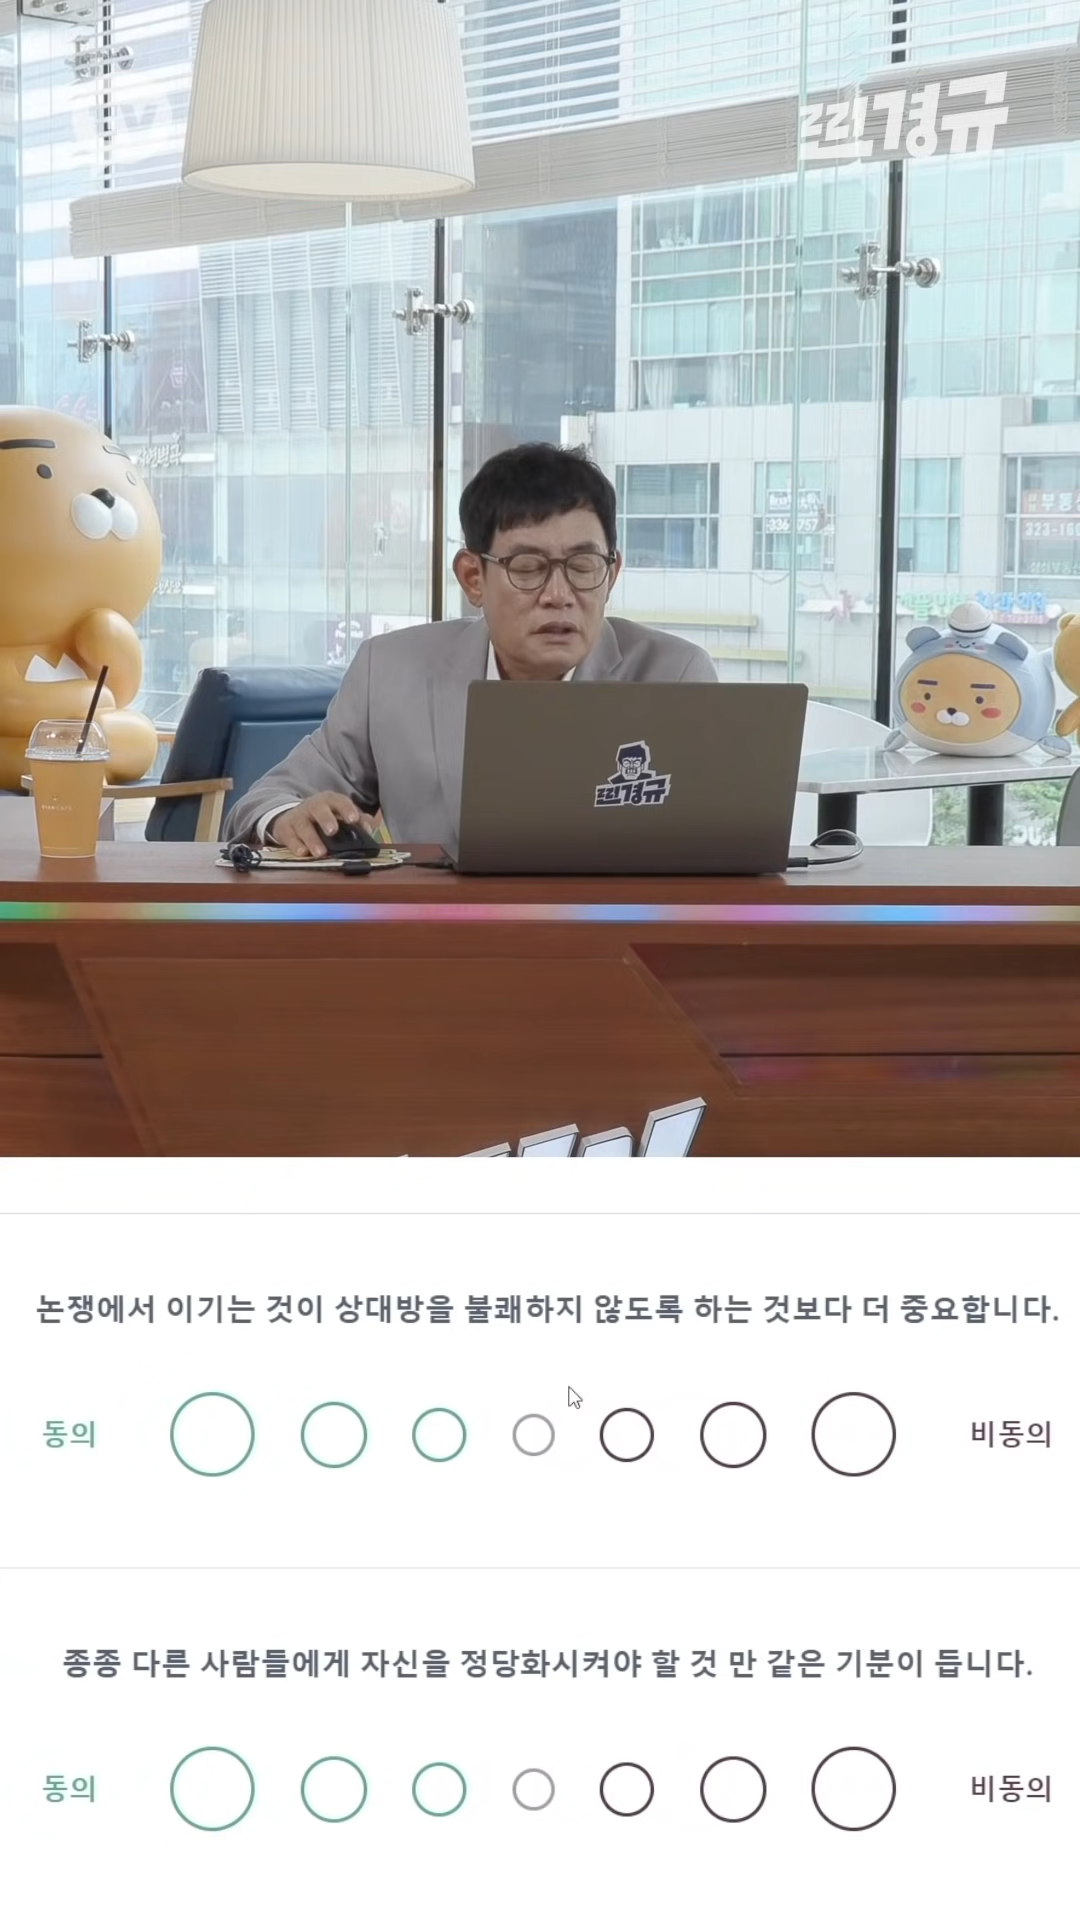 찐경규
찐경규
논쟁에서 이기는 것이 상대방을 불쾌하지 않도록 하는 것보다 더 중요합니다.
동의
비동의
종종 다른 사람들에게 자신을 정당화시켜야 할 것 만 같은 기분이 듭니다.
동의
비동의